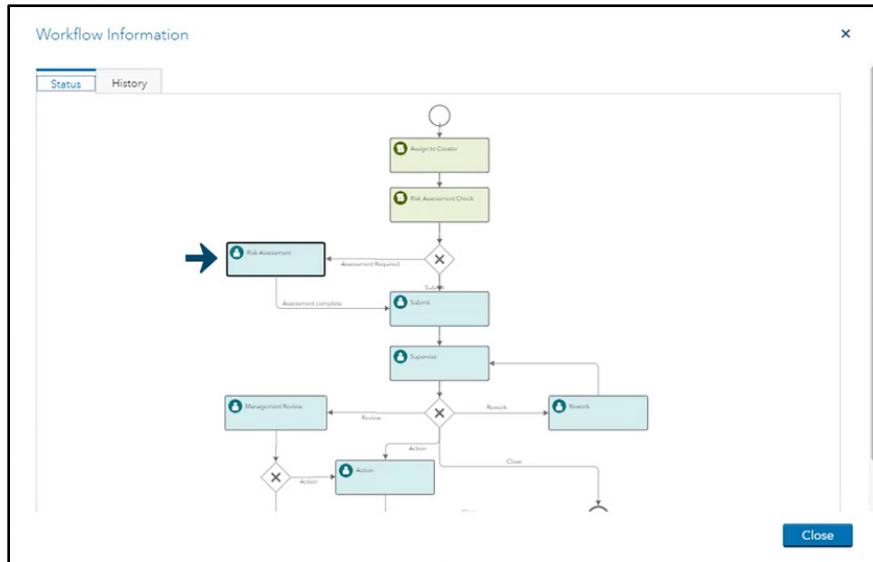 Workflow Information
Status
History
Assign to Creator
Risk Assessment Check
Risk Assessment
Assessment Required
Submit
Assessment complete
Submit
Supervise
Management Review
Review
Rework
Rework
Action
Close
Action
Action
Close